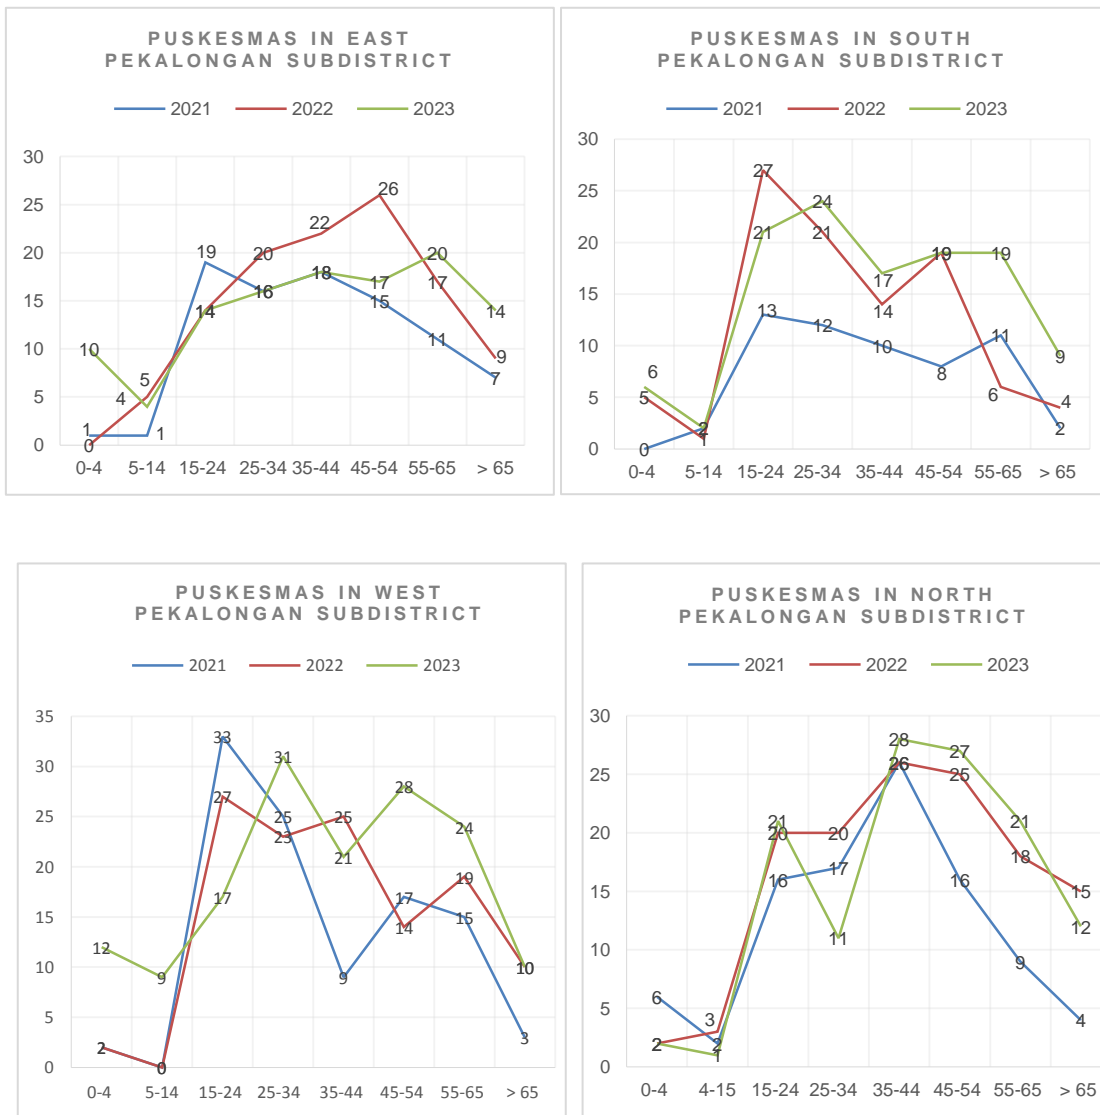 PUSKESMAS IN EAST
PEKALONGAN SUBDISTRICT
2021 2022 2023
30
25
20
15
10
5
0
1 1 19 16 18 15 11 7
0 5 14 20 22 26 17 9
10 4 14 16 18 17 20 14
0-4 5-14 15-24 25-34 35-44 45-54 55-65 > 65
PUSKESMAS IN SOUTH
PEKALONGAN SUBDISTRICT
2021 2022 2023
30
25
20
15
10
5
0
0 2 13 12 10 8 11 2
5 1 27 21 14 19 6 4
6 2 21 24 17 19 19 9
0-4 5-14 15-24 25-34 35-44 45-54 55-65 > 65
PUSKESMAS IN WEST
PEKALONGAN SUBDISTRICT
2021 2022 2023
35
30
25
20
15
10
5
0
2 0 33 25 9 17 15 3
2 0 27 23 25 14 19 10
12 9 17 31 21 28 24 10
0-4 5-14 15-24 25-34 35-44 45-54 55-65 > 65
PUSKESMAS IN NORTH
PEKALONGAN SUBDISTRICT
2021 2022 2023
30
25
20
15
10
5
0
6 2 16 17 26 16 9 4
2 3 20 20 26 25 18 15
2 1 21 11 28 27 21 12
0-4 4-15 15-24 25-34 35-44 45-54 55-65 > 65